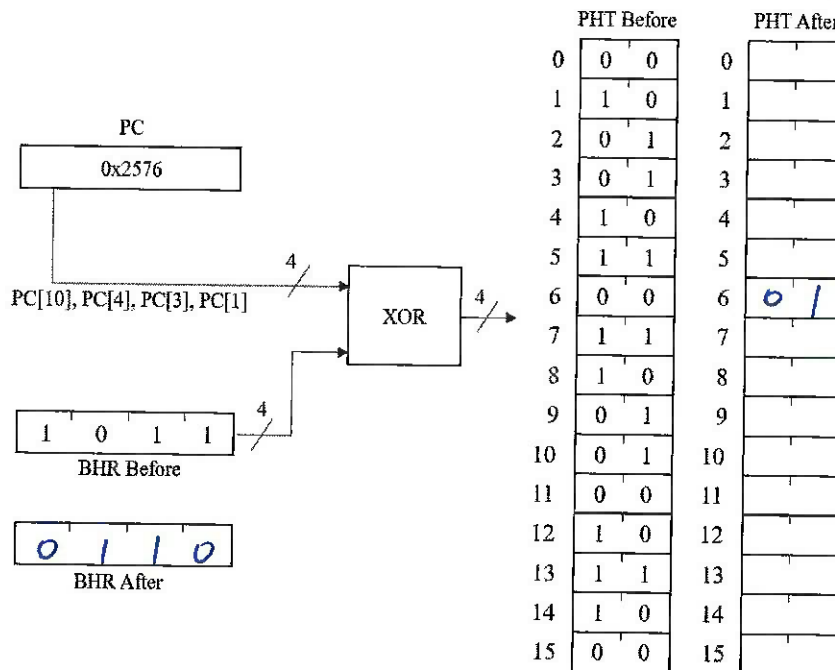 PHT Before PHT After
0 0 0 0
1 1 0 1
2 0 1 2
3 0 1 3
4 1 0 4
5 1 1 5
6 0 0 6 0 1
7 1 1 7
8 1 0 8
9 0 1 9
10 0 1 10
11 0 0 11
12 1 0 12
13 1 1 13
14 1 0 14
15 0 0 15
PC
0x2576
4
PC[10], PC[4], PC[3], PC[1]
XOR
4
4
1 0 1 1
BHR Before
0 1 1 0
BHR After